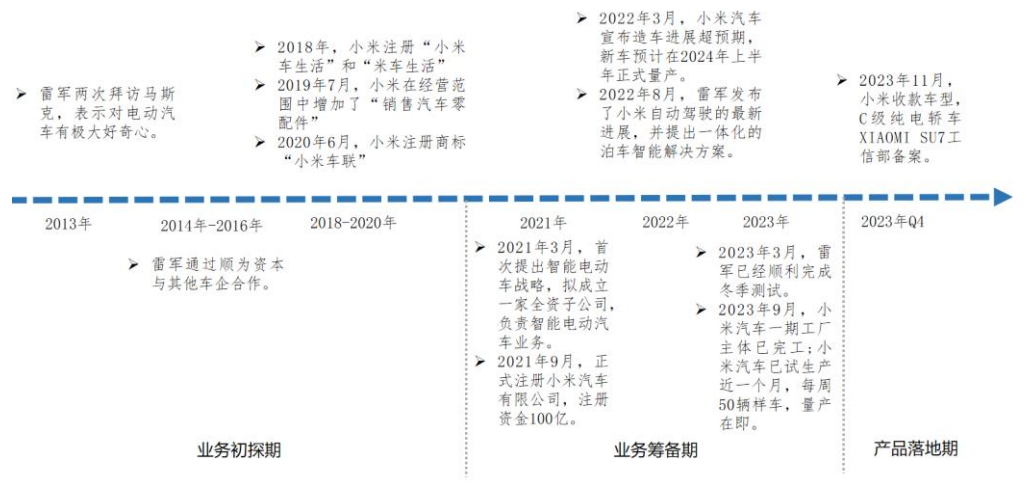 ➢ 雷军两次拜访马斯
克，表示对电动汽
车有极大好奇心。
➢ 2018年，小米注册“小米
车生活”和“米车生活”
➢ 2019年7月，小米在经营范
围中增加了“销售汽车零
配件”
➢ 2020年6月，小米注册商标
“小米车联”
➢ 2022年3月，小米汽车
宣布造车进展超预期，
新车预计在2024年上半
年正式量产。
➢ 2022年8月，雷军发布
了小米自动驾驶的最新
进展，并提出一体化的
泊车智能解决方案。
➢ 2023年11月，
小米收款车型，
C级纯电轿车
XIAOMI SU7工
信部备案。
2013年
2014年-2016年
2018-2020年
2021年
2022年
2023年
2023年Q4
➢ 雷军通过顺为资本
与其他车企合作。
➢ 2021年3月，首
次提出智能电动
车战略，拟成立
一家全资子公司，
负责智能电动汽
车业务。
➢ 2021年9月，正
式注册小米汽车
有限公司，注册
资金100亿。
➢ 2023年3月，雷
军已经顺利完成
冬季测试。
➢ 2023年9月，小
米汽车一期工厂
主体已完工;小
米汽车已试生产
近一个月，每周
50辆样车，量产
在即。
业务初探期
业务筹备期
产品落地期